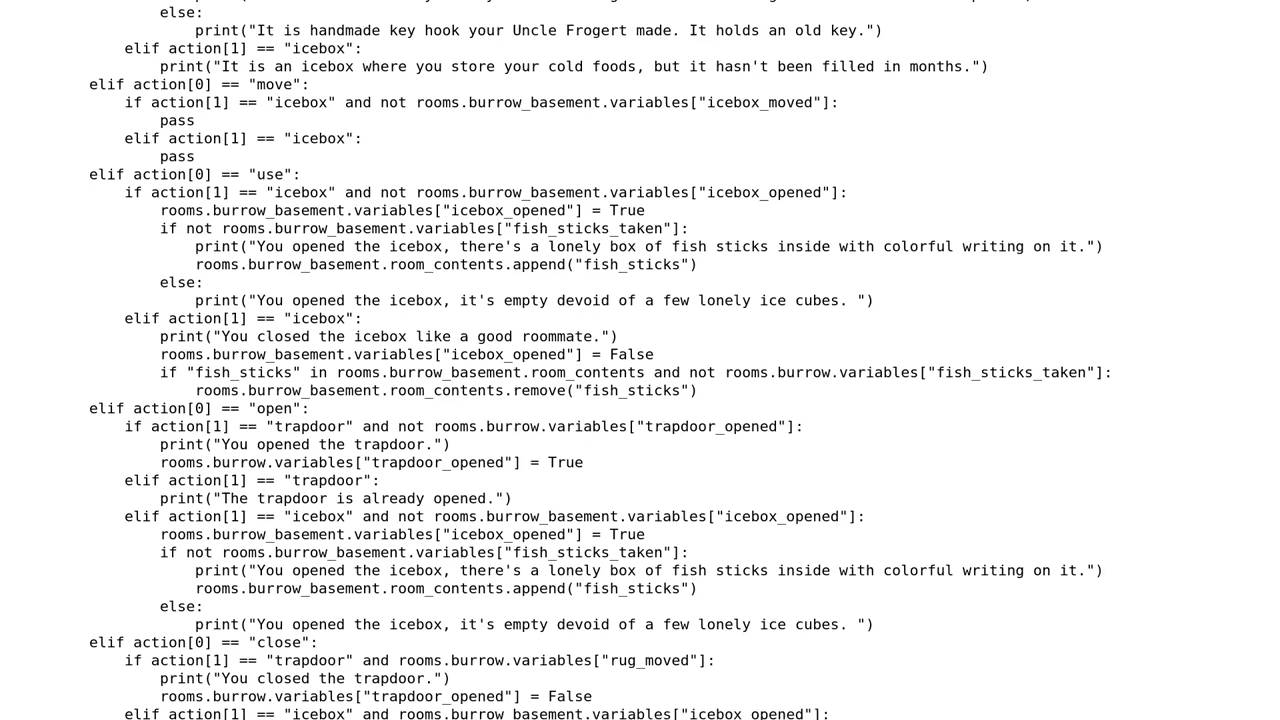 else:
print("It is handmade key hook your Uncle Frogert made. It holds an old key.")
elif action[1] == "icebox":
print("It is an icebox where you store your cold foods, but it hasn't been filled in months.")
elif action[0] == "move":
if action[1] == "icebox" and not rooms.burrow_basement.variables["icebox_moved"]:
pass
elif action[1] == "icebox":
pass
elif action[0] == "use":
if action[1] == "icebox" and not rooms.burrow_basement.variables["icebox_opened"]:
rooms.burrow_basement.variables["icebox_opened"] = True
if not rooms.burrow_basement.variables["fish_sticks_taken"]:
print("You opened the icebox, there's a lonely box of fish sticks inside with colorful writing on it.")
rooms.burrow_basement.room_contents.append("fish_sticks")
else:
print("You opened the icebox, it's empty devoid of a few lonely ice cubes. ")
elif action[1] == "icebox":
print("You closed the icebox like a good roommate.")
rooms.burrow_basement.variables["icebox_opened"] = False
if "fish_sticks" in rooms.burrow_basement.room_contents and not rooms.burrow.variables["fish_sticks_taken"]:
rooms.burrow_basement.room_contents.remove("fish_sticks")
elif action[0] == "open":
if action[1] == "trapdoor" and not rooms.burrow.variables["trapdoor_opened"]:
print("You opened the trapdoor.")
rooms.burrow.variables["trapdoor_opened"] = True
elif action[1] == "trapdoor":
print("The trapdoor is already opened.")
elif action[1] == "icebox" and not rooms.burrow_basement.variables["icebox_opened"]:
rooms.burrow_basement.variables["icebox_opened"] = True
if not rooms.burrow_basement.variables["fish_sticks_taken"]:
print("You opened the icebox, there's a lonely box of fish sticks inside with colorful writing on it.")
rooms.burrow_basement.room_contents.append("fish_sticks")
else:
print("You opened the icebox, it's empty devoid of a few lonely ice cubes. ")
elif action[0] == "close":
if action[1] == "trapdoor" and rooms.burrow.variables["rug_moved"]:
print("You closed the trapdoor.")
rooms.burrow.variables["trapdoor_opened"] = False
elif action[1] == "icebox" and rooms.burrow_basement.variables["icebox_opened"]: